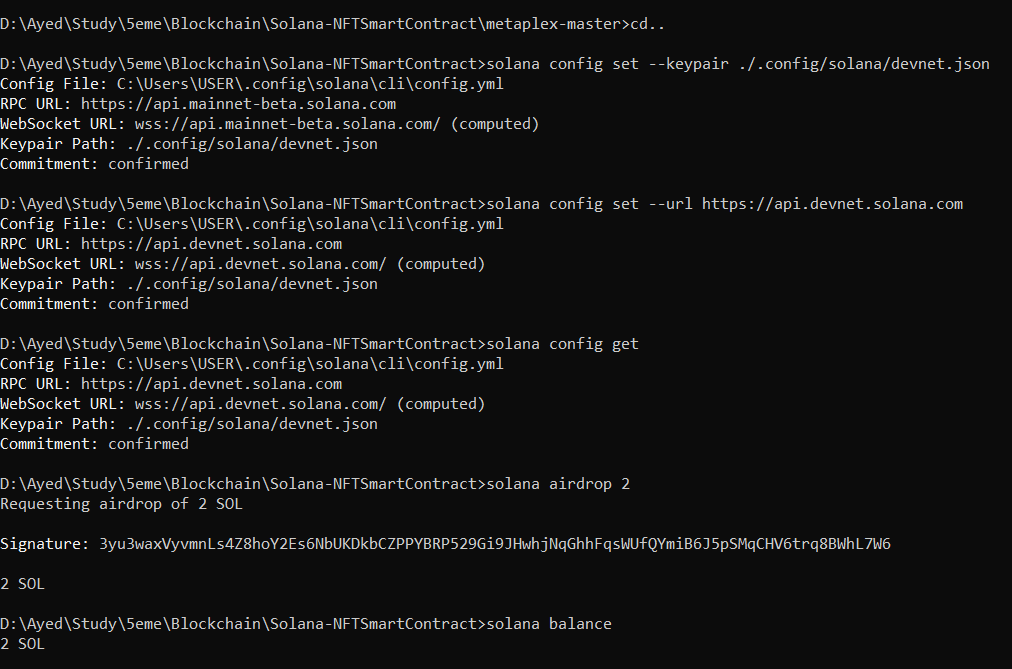 D:\Ayed\Study\5eme\Blockchain\Solana-NFTSmartContract\metaplex-master>cd..
D:\Ayed\Study\5eme\Blockchain\Solana-NFTSmartContract>solana config set --keypair ./.config/solana/devnet.json
Config File: C:\Users\USER\.config\solana\cli\config.yml
RPC URL: https://api.mainnet-beta.solana.com
WebSocket URL: wss://api.mainnet-beta.solana.com/ (computed)
Keypair Path: ./.config/solana/devnet.json
Commitment: confirmed
D:\Ayed\Study\5eme\Blockchain\Solana-NFTSmartContract>solana config set --url https://api.devnet.solana.com
Config File: C:\Users\USER\.config\solana\cli\config.yml
RPC URL: https://api.devnet.solana.com
WebSocket URL: wss://api.devnet.solana.com/ (computed)
Keypair Path: ./.config/solana/devnet.json
Commitment: confirmed
D:\Ayed\Study\5eme\Blockchain\Solana-NFTSmartContract>solana config get
Config File: C:\Users\USER\.config\solana\cli\config.yml
RPC URL: https://api.devnet.solana.com
WebSocket URL: wss://api.devnet.solana.com/ (computed)
Keypair Path: ./.config/solana/devnet.json
Commitment: confirmed
D:\Ayed\Study\5eme\Blockchain\Solana-NFTSmartContract>solana airdrop 2
Requesting airdrop of 2 SOL
Signature: 3yu3waxVyvmnLs4Z8hoY2Es6NbUKDkbCZPPYBRP529Gi9JHwhjNqGhhFqsWUfQYmiB6J5pSMqCHV6trq8BWhL7W6
2 SOL
D:\Ayed\Study\5eme\Blockchain\Solana-NFTSmartContract>solana balance
2 SOL